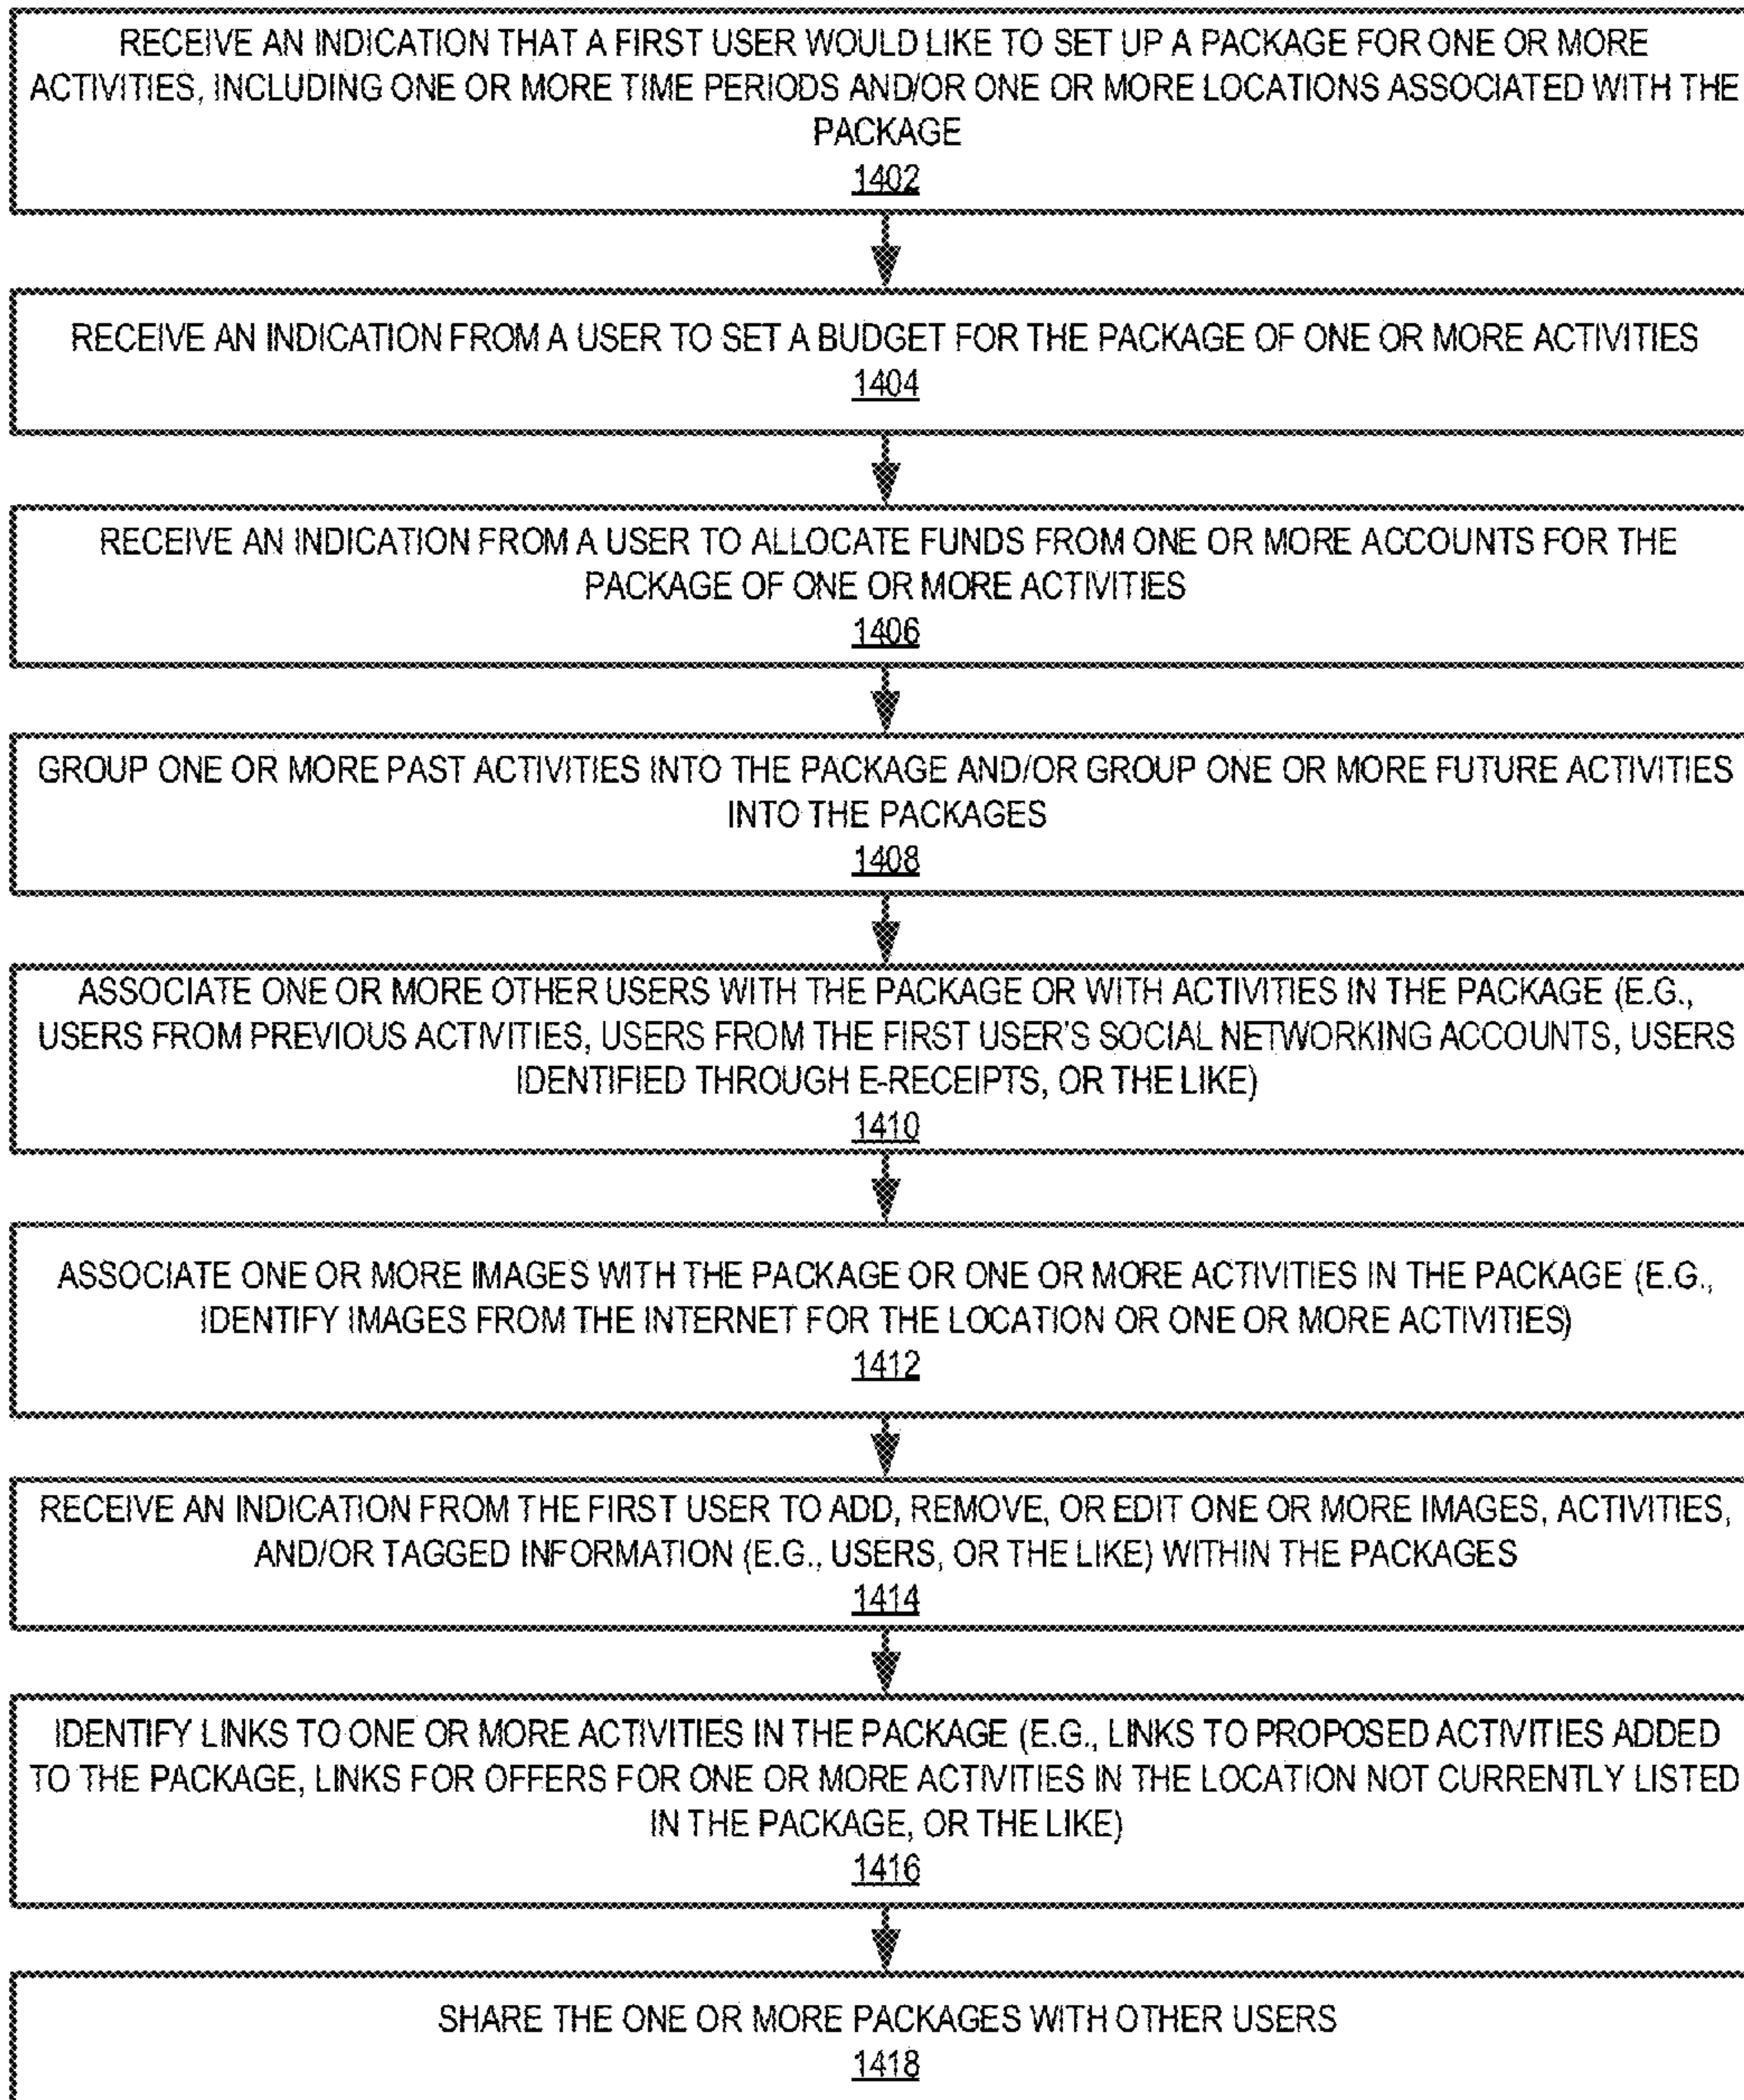 RECEIVE AN INDICATION THAT A FIRST USER WOULD LIKE TO SET UP A PACKAGE FOR ONE OR MORE
ACTIVITIES, INCLUDING ONE OR MORE TIME PERIODS AND/OR ONE OR MORE LOCATIONS ASSOCIATED WITH THE
PACKAGE
1402
RECEIVE AN INDICATION FROM A USER TO SET A BUDGET FOR THE PACKAGE OF ONE OR MORE ACTIVITIES
1404
RECEIVE AN INDICATION FROM A USER TO ALLOCATE FUNDS FROM ONE OR MORE ACCOUNTS FOR THE
PACKAGE OF ONE OR MORE ACTIVITIES
1406
GROUP ONE OR MORE PAST ACTIVITIES INTO THE PACKAGE AND/OR GROUP ONE OR MORE FUTURE ACTIVITIES
INTO THE PACKAGES
1408
ASSOCIATE ONE OR MORE OTHER USERS WITH THE PACKAGE OR WITH ACTIVITIES IN THE PACKAGE (E.G.,
USERS FROM PREVIOUS ACTIVITIES, USERS FROM THE FIRST USER'S SOCIAL NETWORKING ACCOUNTS, USERS
IDENTIFIED THROUGH E-RECEIPTS, OR THE LIKE)
1410
ASSOCIATE ONE OR MORE IMAGES WITH THE PACKAGE OR ONE OR MORE ACTIVITIES IN THE PACKAGE (E.G.,
IDENTIFY IMAGES FROM THE INTERNET FOR THE LOCATION OR ONE OR MORE ACTIVITIES)
1412
RECEIVE AN INDICATION FROM THE FIRST USER TO ADD, REMOVE, OR EDIT ONE OR MORE IMAGES, ACTIVITIES,
AND/OR TAGGED INFORMATION (E.G., USERS, OR THE LIKE) WITHIN THE PACKAGES
1414
IDENTIFY LINKS TO ONE OR MORE ACTIVITIES IN THE PACKAGE (E.G., LINKS TO PROPOSED ACTIVITIES ADDED
TO THE PACKAGE, LINKS FOR OFFERS FOR ONE OR MORE ACTIVITIES IN THE LOCATION NOT CURRENTLY LISTED
IN THE PACKAGE, OR THE LIKE)
1416
SHARE THE ONE OR MORE PACKAGES WITH OTHER USERS
1418